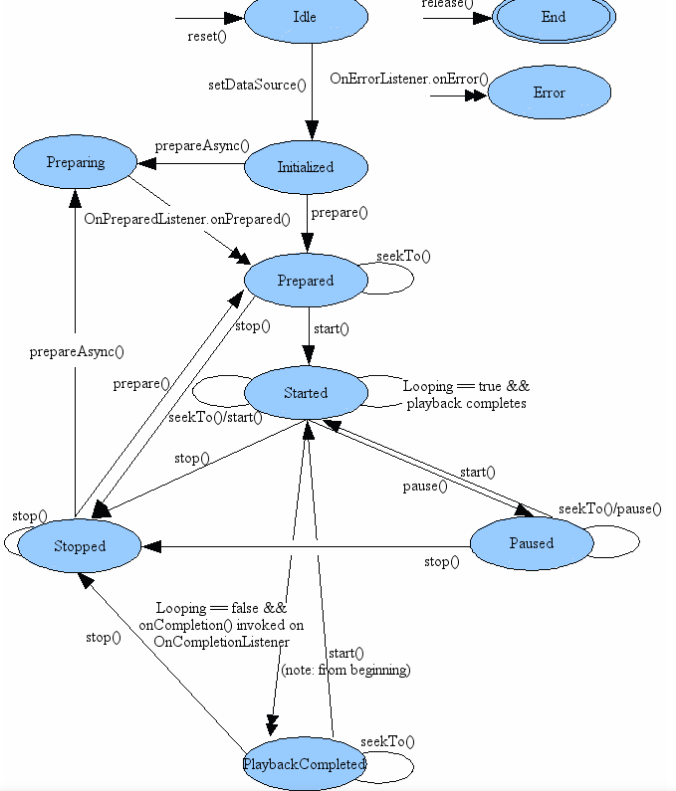 release()
Idle
End
reset()
setDataSource()
OnErrorListener.onError()
Error
prepareAsync()
Preparing
Initialized
OnPreparedListener.onPrepared()
prepare()
seekTo()
Prepared
stop()
start()
prepareAsync()
prepare()
Looping == true &&
playback completes
Started
seekTo()/start()
stop()
start()
pause()
stop()
seekTo()/pause()
Stopped
Paused
stop()
Looping == false &&
onCompletion() invoked on
OnCompletionListener
stop()
start()
(note: from beginning)
seekTo()
PlaybackCompleted